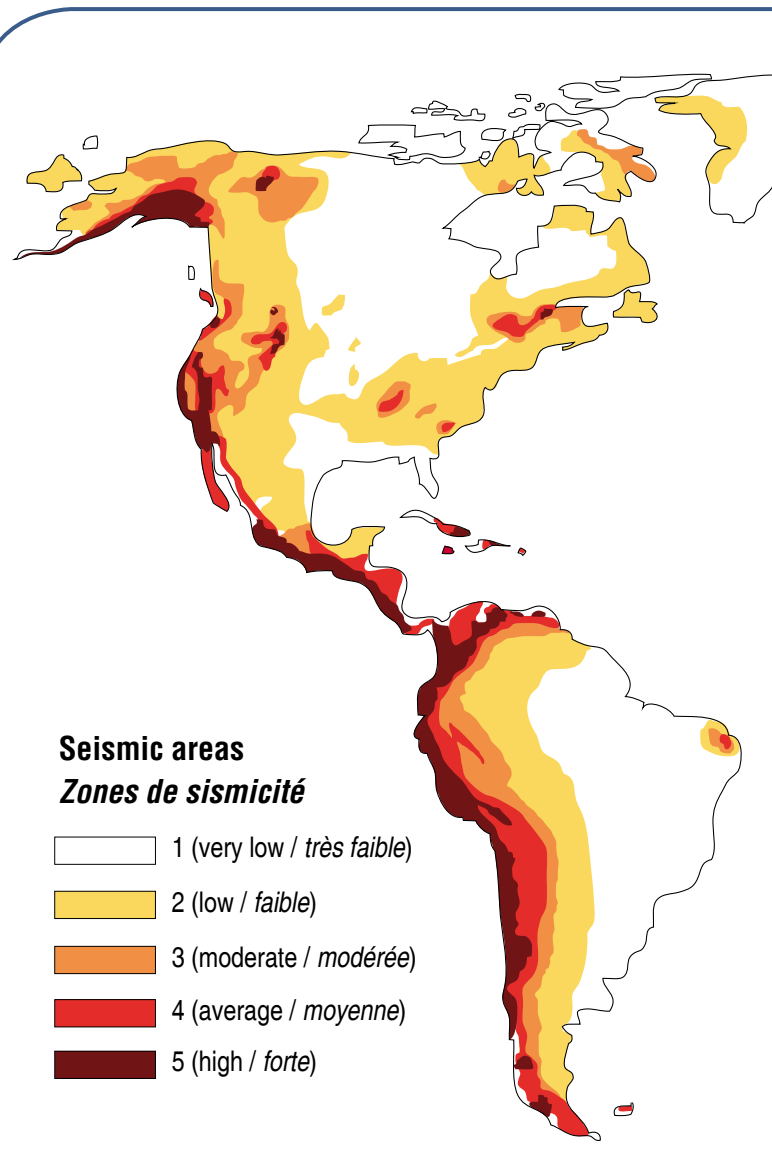 Seismic areas
Zones de sismicité
1 (very low / très faible)
2 (low / faible)
3 (moderate / modérée)
4 (average / moyenne)
5 (high / forte)